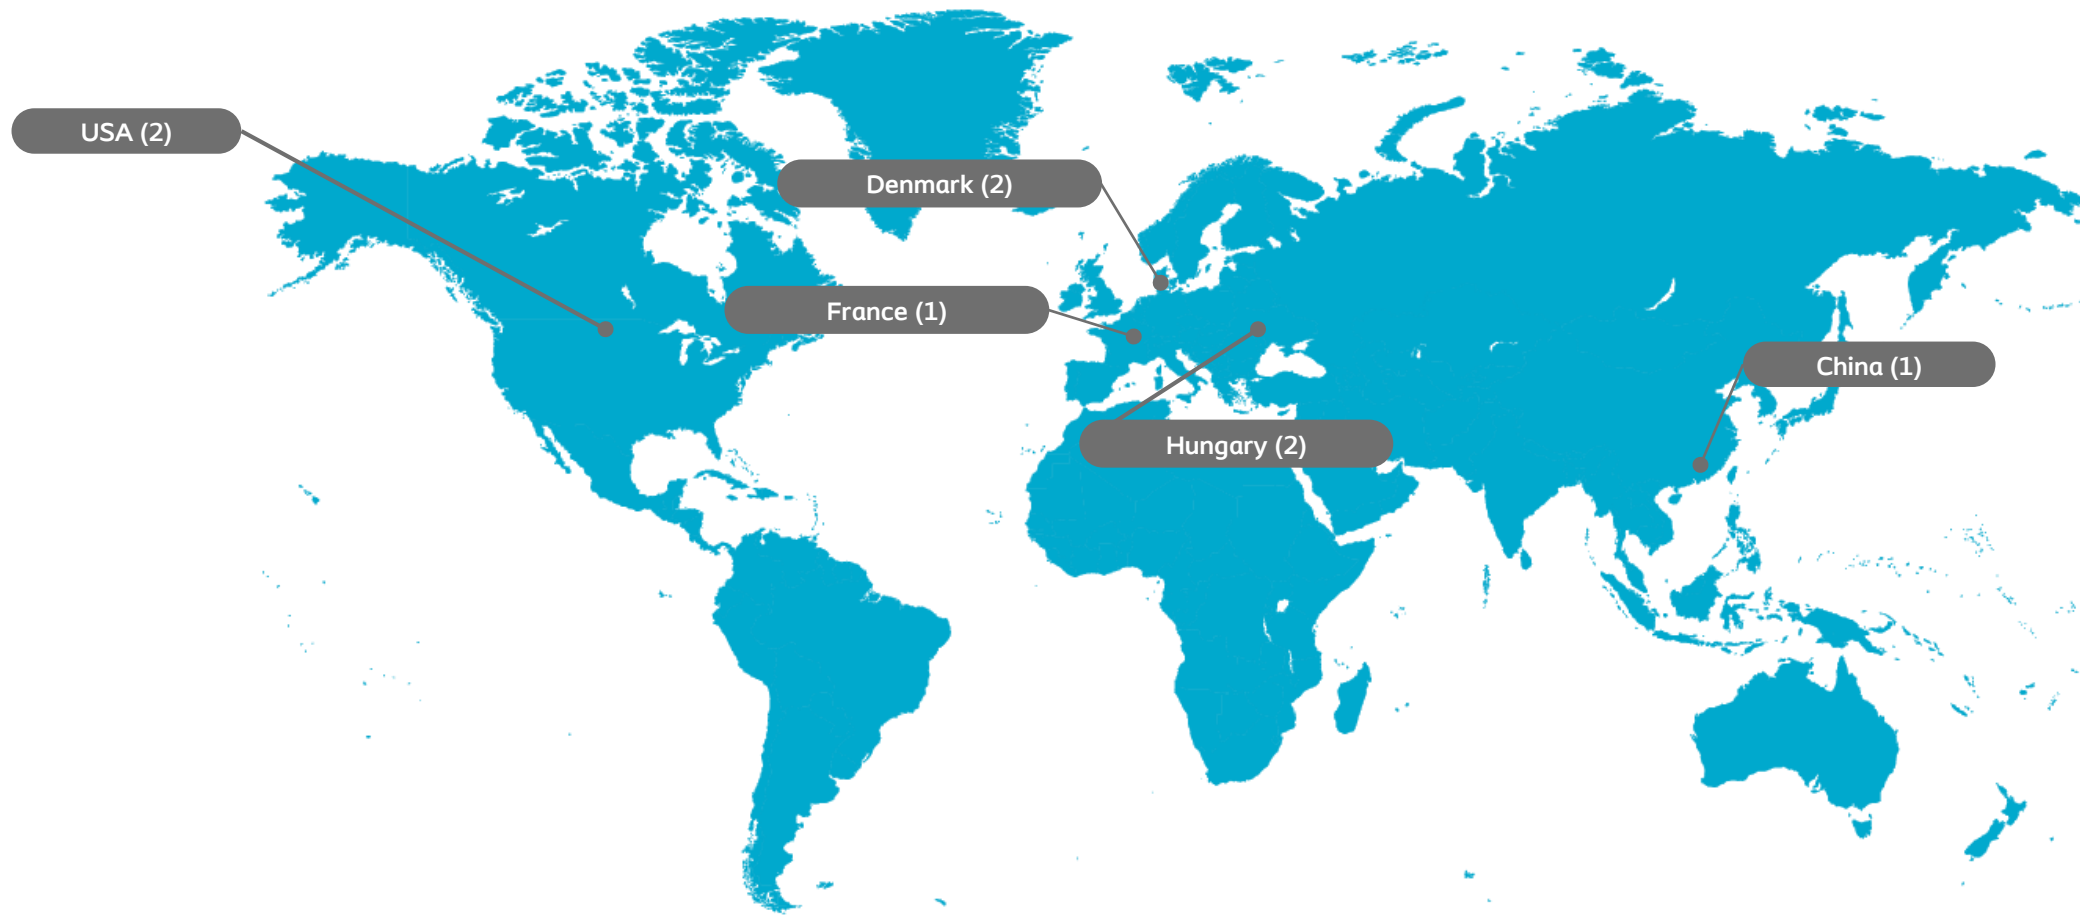 USA (2)
Denmark (2)
France (1)
China (1)
Hungary (2)